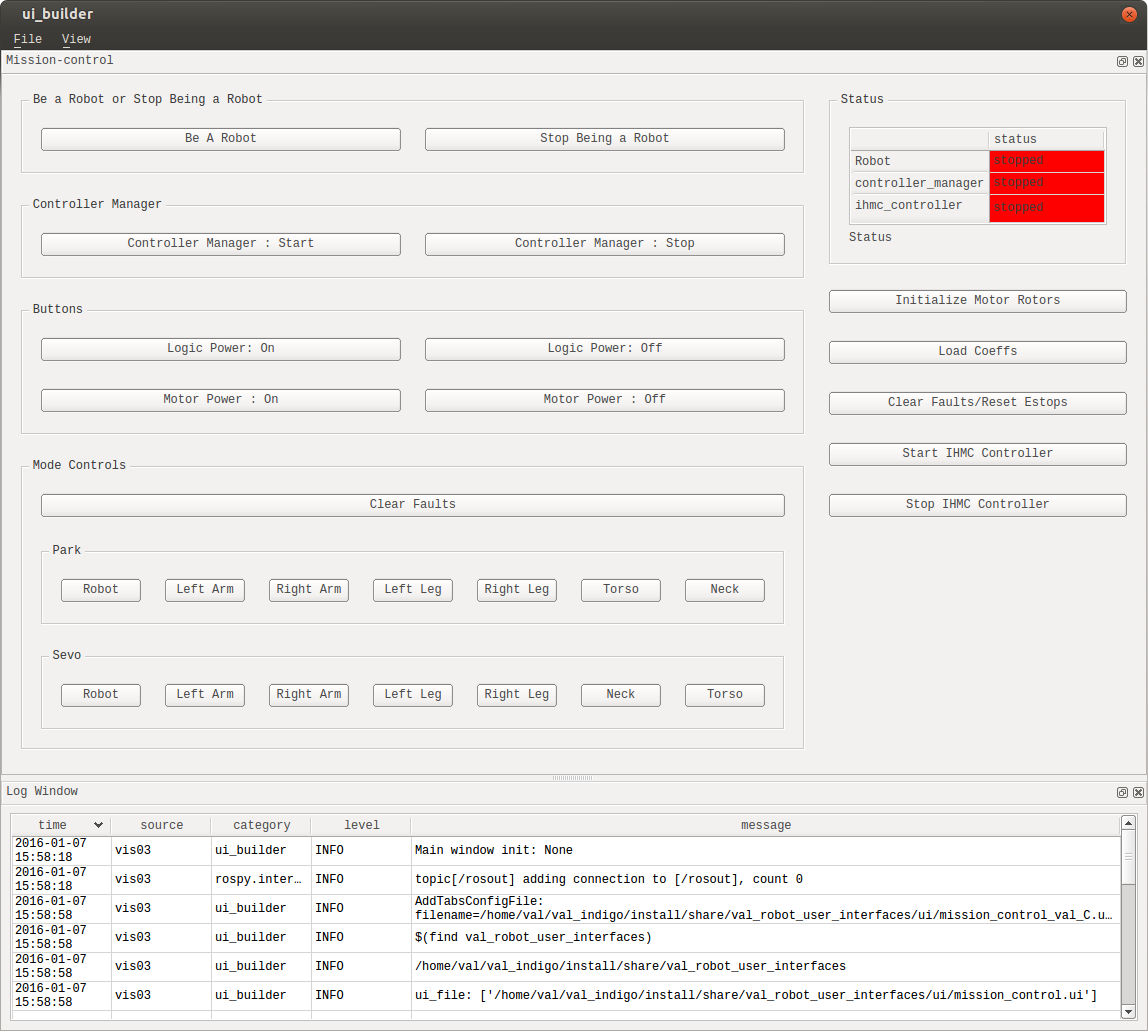 ui_builder
File View
Mission-control
Be a Robot or Stop Being a Robot
Be A Robot Stop Being a Robot
Controller Manager
Controller Manager : Start Controller Manager : Stop
Buttons
Logic Power: On Logic Power: Off
Motor Power : On Motor Power : Off
Mode Controls
Clear Faults
Park
Robot Left Arm Right Arm Left Leg Right Leg Torso Neck
Sevo
Robot Left Arm Right Arm Left Leg Right Leg Neck Torso
Status
status
Robot stopped
controller_manager stopped
ihmc_controller stopped
Status
Initialize Motor Rotors
Load Coeffs
Clear Faults/Reset Estops
Start IHMC Controller
Stop IHMC Controller
Log Window
time source category level message
2016-01-07
15:58:18 vis03 ui_builder INFO Main window init: None
2016-01-07
15:58:18 vis03 rospy.inter… INFO topic[/rosout] adding connection to [/rosout], count 0
2016-01-07
15:58:58 vis03 ui_builder INFO AddTabsConfigFile:
filename=/home/val/val_indigo/install/share/val_robot_user_interfaces/ui/mission_control_val_C.u…
2016-01-07
15:58:58 vis03 ui_builder INFO $(find val_robot_user_interfaces)
2016-01-07
15:58:58 vis03 ui_builder INFO /home/val/val_indigo/install/share/val_robot_user_interfaces
2016-01-07
15:58:58 vis03 ui_builder INFO ui_file: ['/home/val/val_indigo/install/share/val_robot_user_interfaces/ui/mission_control.ui']